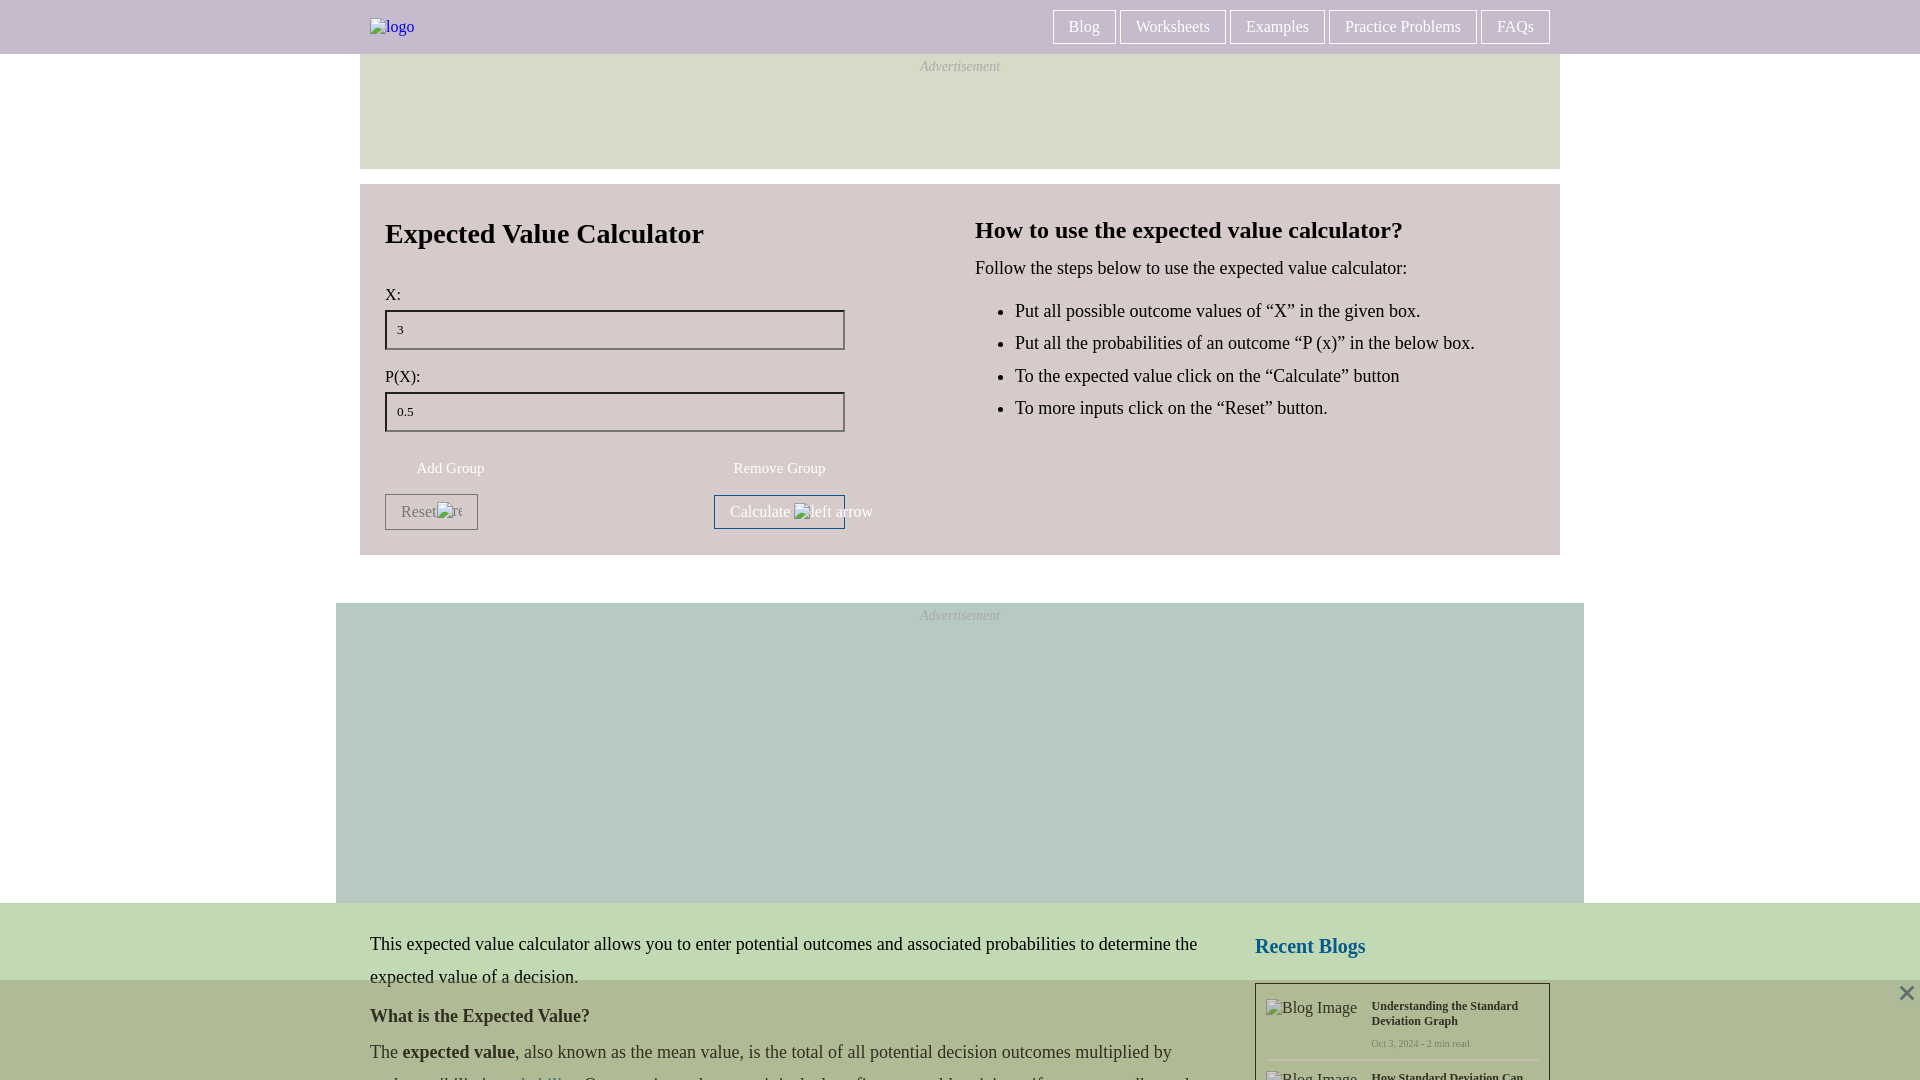 logo
Blog
Worksheets
Examples
Practice Problems
FAQs
Advertisement
Expected Value Calculator
X:
3
P(X):
0.5
Add Group
Remove Group
Reset
Calculate left arrow
How to use the expected value calculator?
Follow the steps below to use the expected value calculator:
Put all possible outcome values of “X” in the given box.
Put all the probabilities of an outcome “P (x)” in the below box.
To the expected value click on the “Calculate” button
To more inputs click on the “Reset” button.
Advertisement
This expected value calculator allows you to enter potential outcomes and associated probabilities to determine the
expected value of a decision.
What is the Expected Value?
The expected value, also known as the mean value, is the total of all potential decision outcomes multiplied by
Recent Blogs
Blog Image
Understanding the Standard
Deviation Graph
Oct 3, 2024 - 2 min read
Blog Image
How Standard Deviation Can